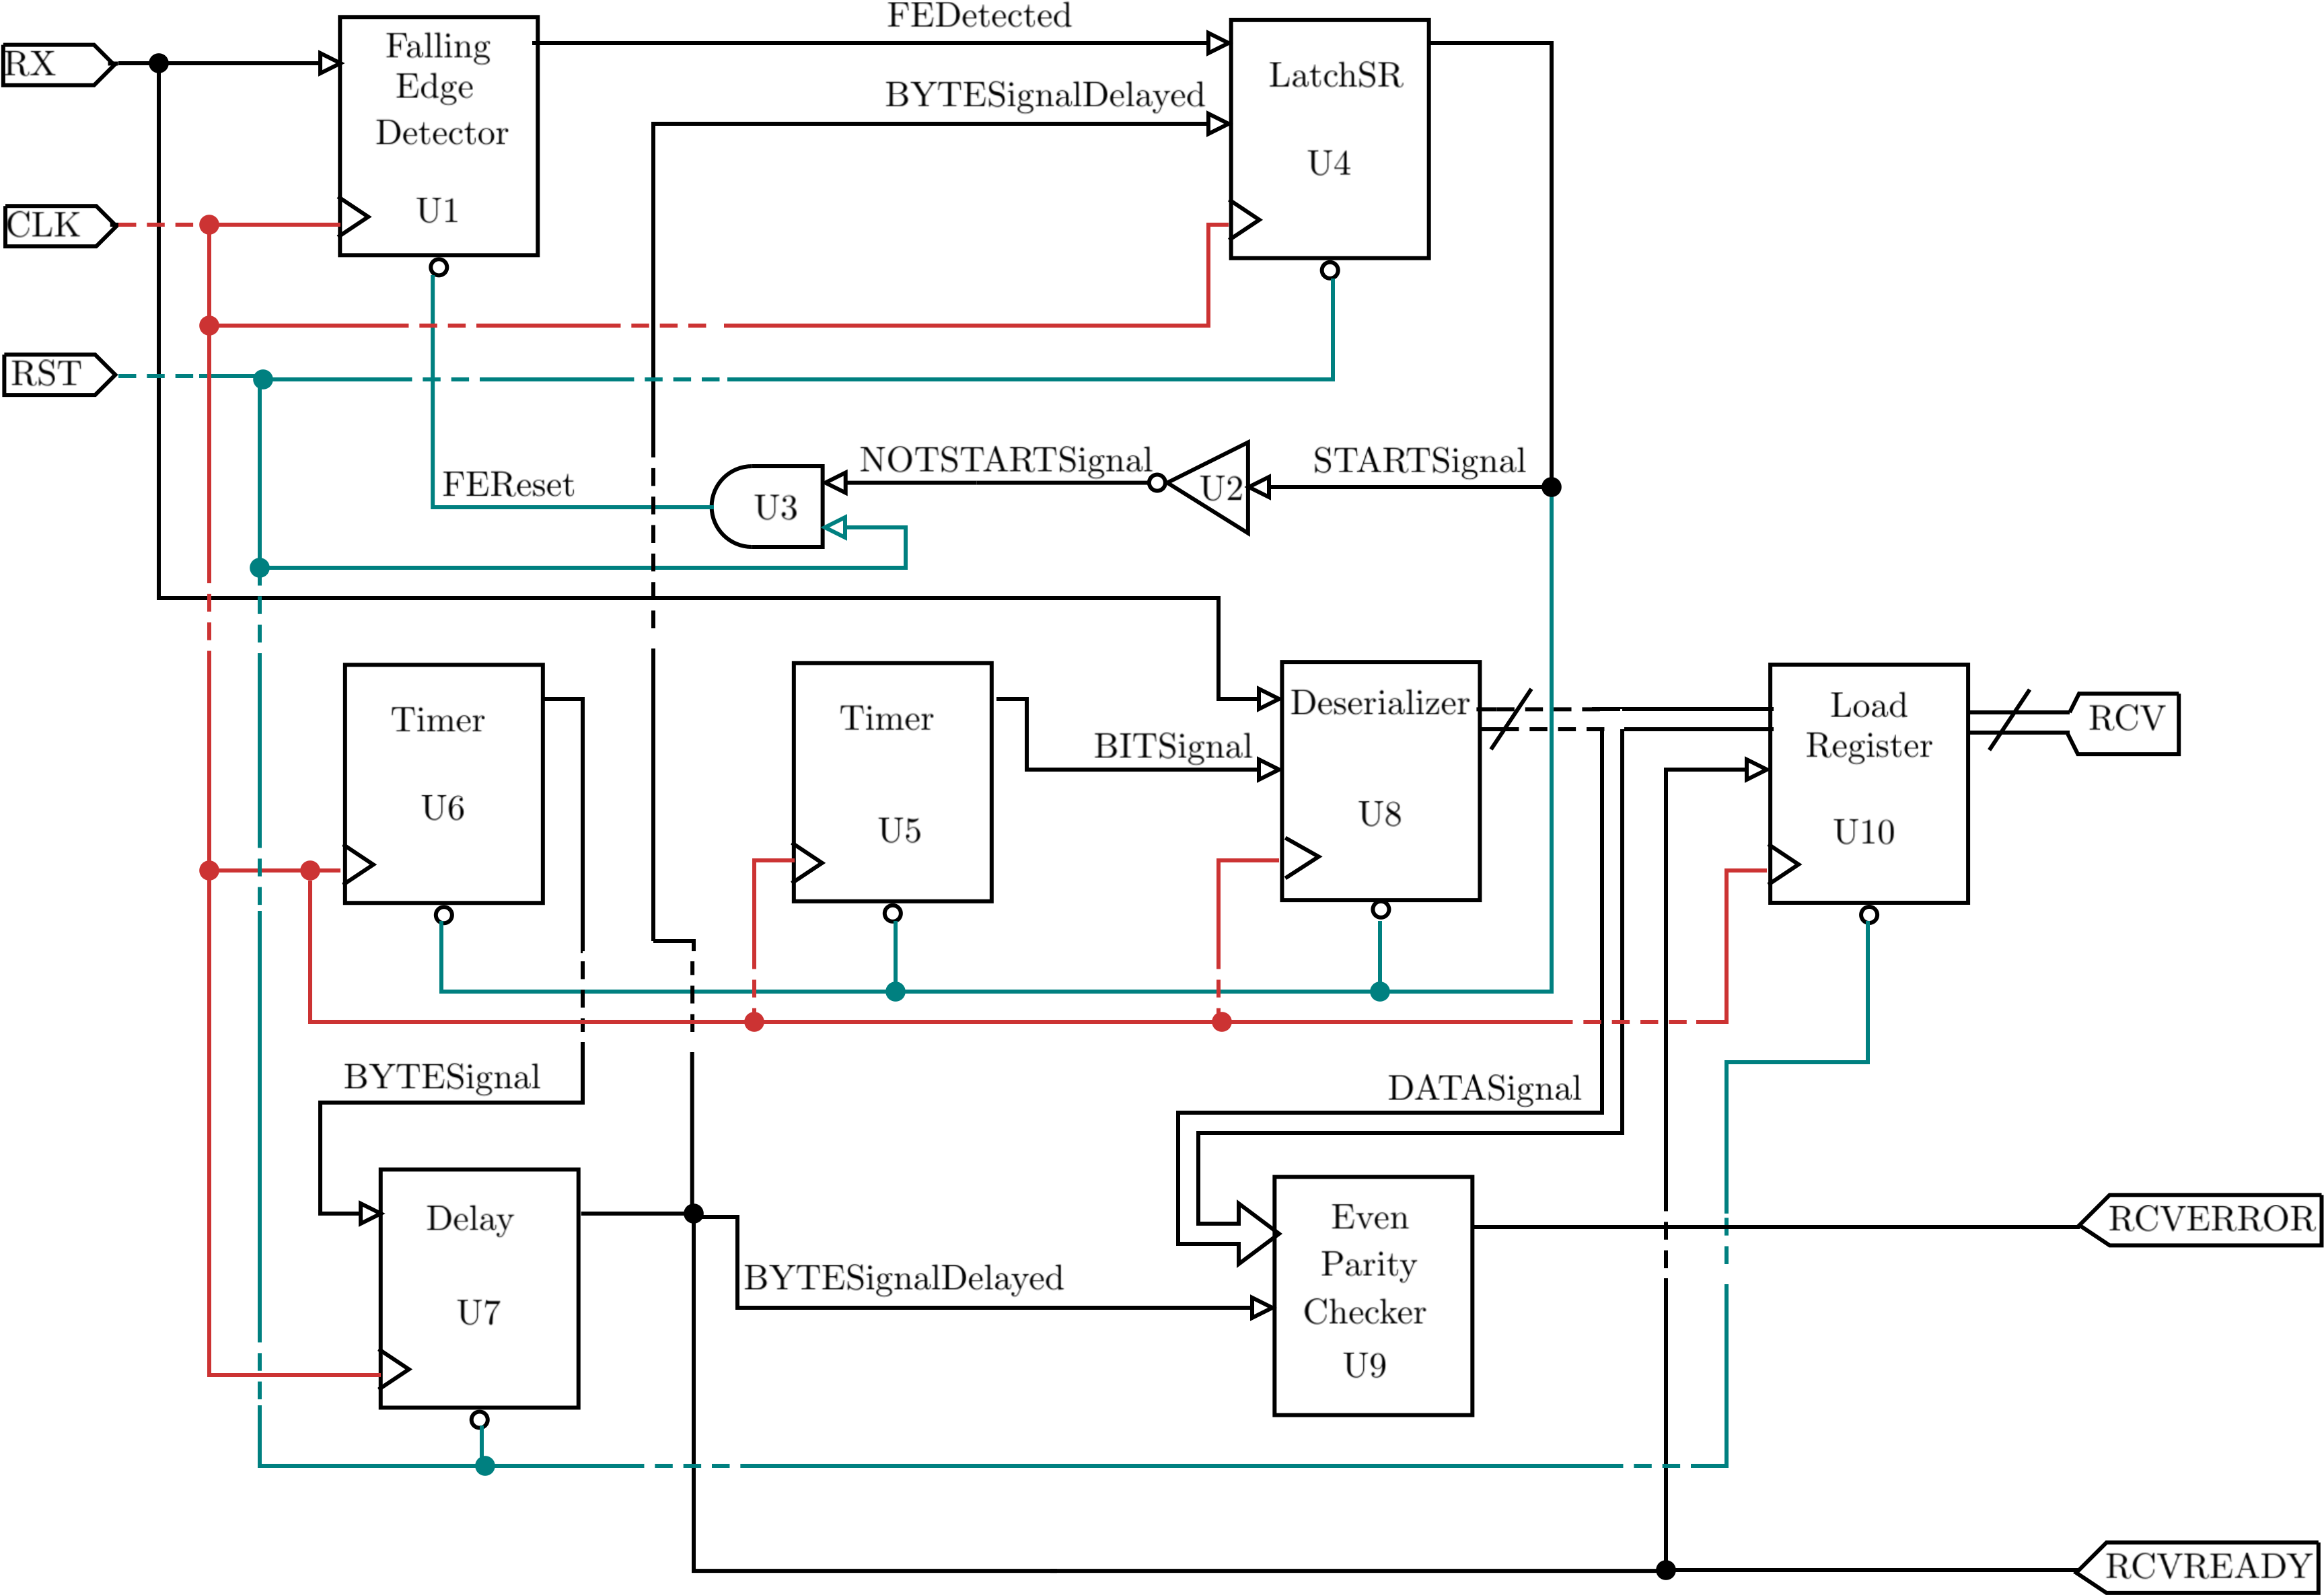 RX
Falling
Edge
Detector
U1
FEDetected
BYTESignalDelayed
LatchSR
U4
CLK
RST
FEReset
U3
NOTSTARTSignal
U2
STARTSignal
Timer
U6
Timer
U5
BITSignal
Deserializer
U8
Load
Register
U10
RCV
BYTESignal
DATASignal
Delay
U7
BYTESignalDelayed
Even
Parity
Checker
U9
RCVERROR
RCVREADY